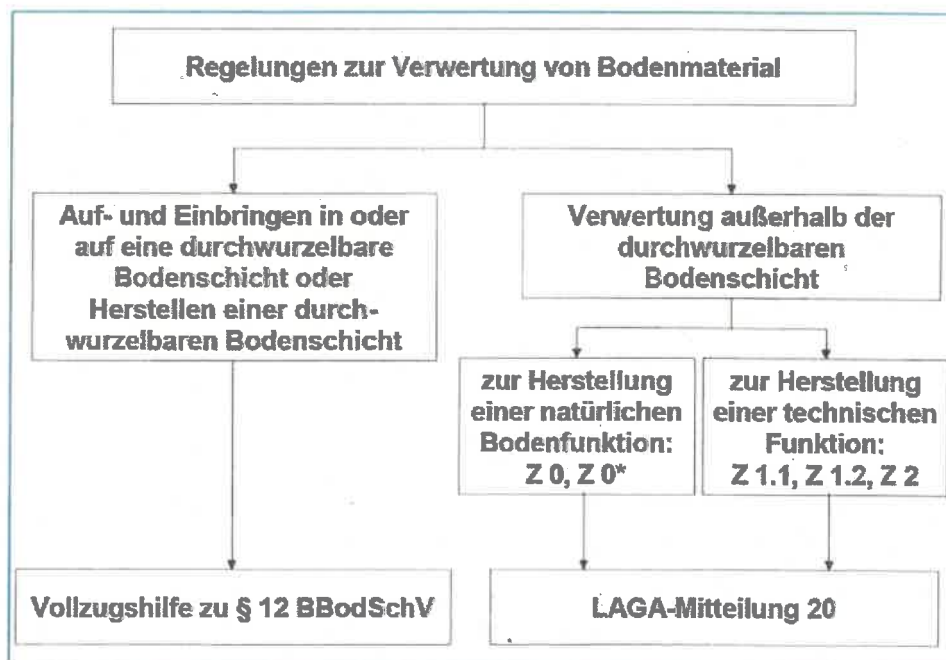 Regelungen zur Verwertung von Bodenmaterial
Auf- und Einbringen in oder
auf eine durchwurzelbare
Bodenschicht oder
Herstellen einer durch-
wurzelbaren Bodenschicht
Verwertung außerhalb der
durchwurzelbaren
Bodenschicht
zur Herstellung
einer natürlichen
Bodenfunktion:
Z 0, Z 0*
zur Herstellung
einer technischen
Funktion:
Z 1.1, Z 1.2, Z 2
Vollzugshilfe zu § 12 BBodSchV
LAGA-Mitteilung 20